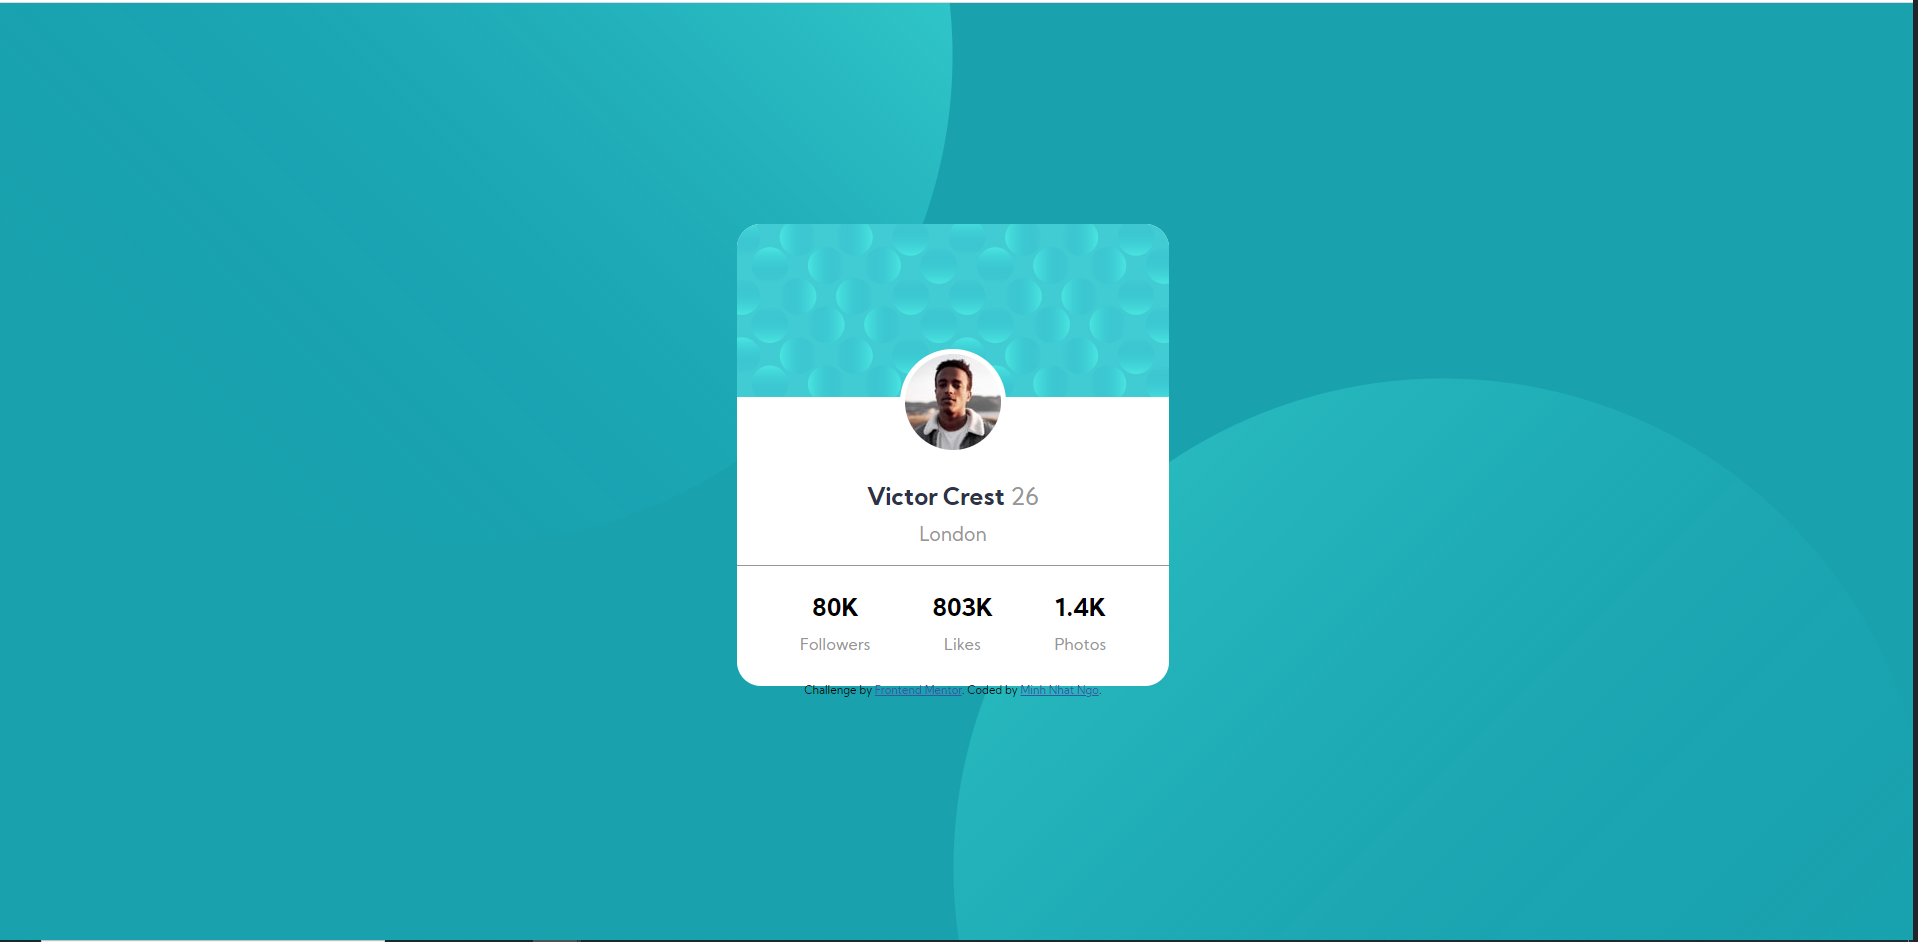 Victor Crest 26
London
80K 803K 1.4K
Followers Likes Photos
Challenge by Frontend Mentor. Coded by Minh Nhat Ngo.